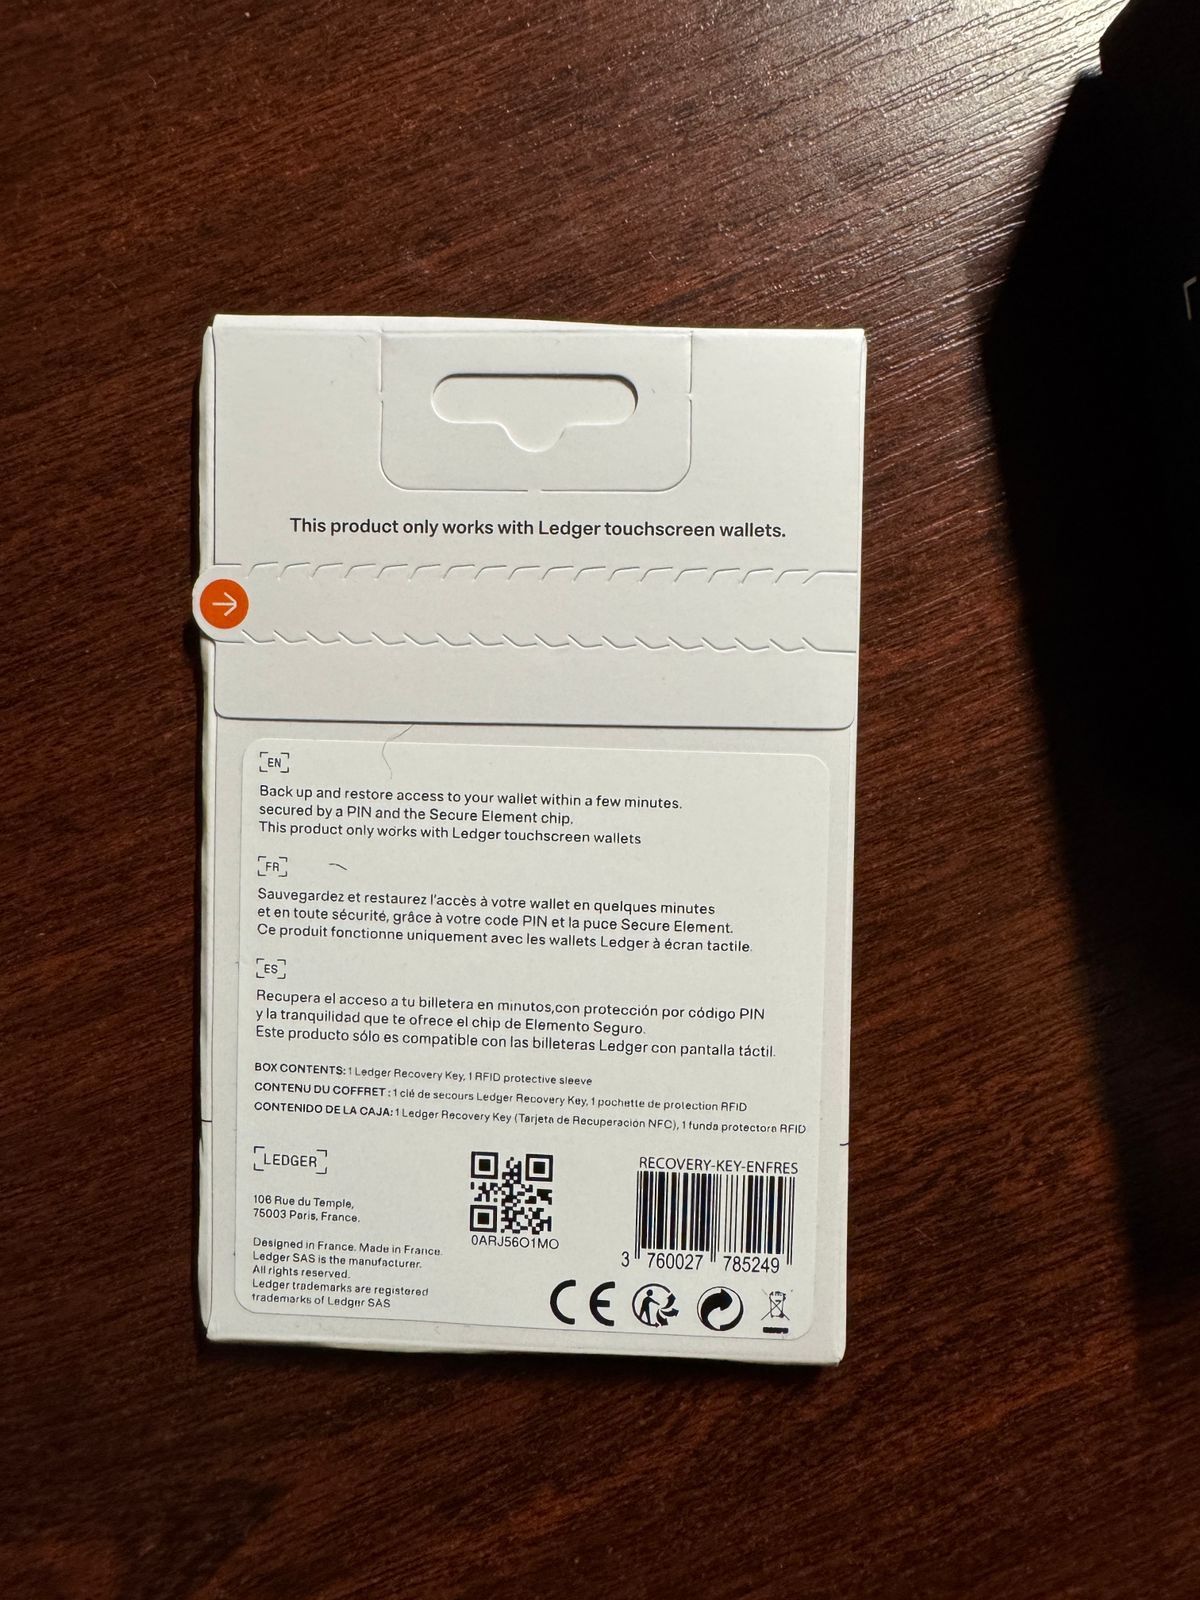 This product only works with Ledger touchscreen wallets.
EN
Back up and restore access to your wallet within a few minutes.
secured by a PIN and the Secure Element chip.
This product only works with Ledger touchscreen wallets
FR
Sauvegardez et restaurez l'accès à votre wallet en quelques minutes
et en toute sécurité, grâce à votre code PIN et la puce Secure Element.
Ce produit fonctionne uniquement avec les wallets Ledger à écran tactile.
ES
Recupera el acceso a tu billetera en minutos,con protección por código PIN
y la tranquilidad que te ofrece el chip de Elemento Seguro.
Este producto sólo es compatible con las billeteras Ledger con pantalla táctil.
BOX CONTENTS: 1 Ledger Recovery Key, 1 RFID protective sleeve
CONTENU DU COFFRET : 1 clé de secours Ledger Recovery Key, 1 pochette de protection RFID
CONTENIDO DE LA CAJA: 1 Ledger Recovery Key (Tarjeta de Recuperación NFC), 1 funda protectora RFID
LEDGER
106 Rue du Temple,
75003 Paris, France.
Designed in France. Made in France.
Ledger SAS is the manufacturer.
All rights reserved.
Ledger trademarks are registered
trademarks of Ledger SAS
0ARJ56O1MO
RECOVERY-KEY-ENFRES
3 760027 785249
CE